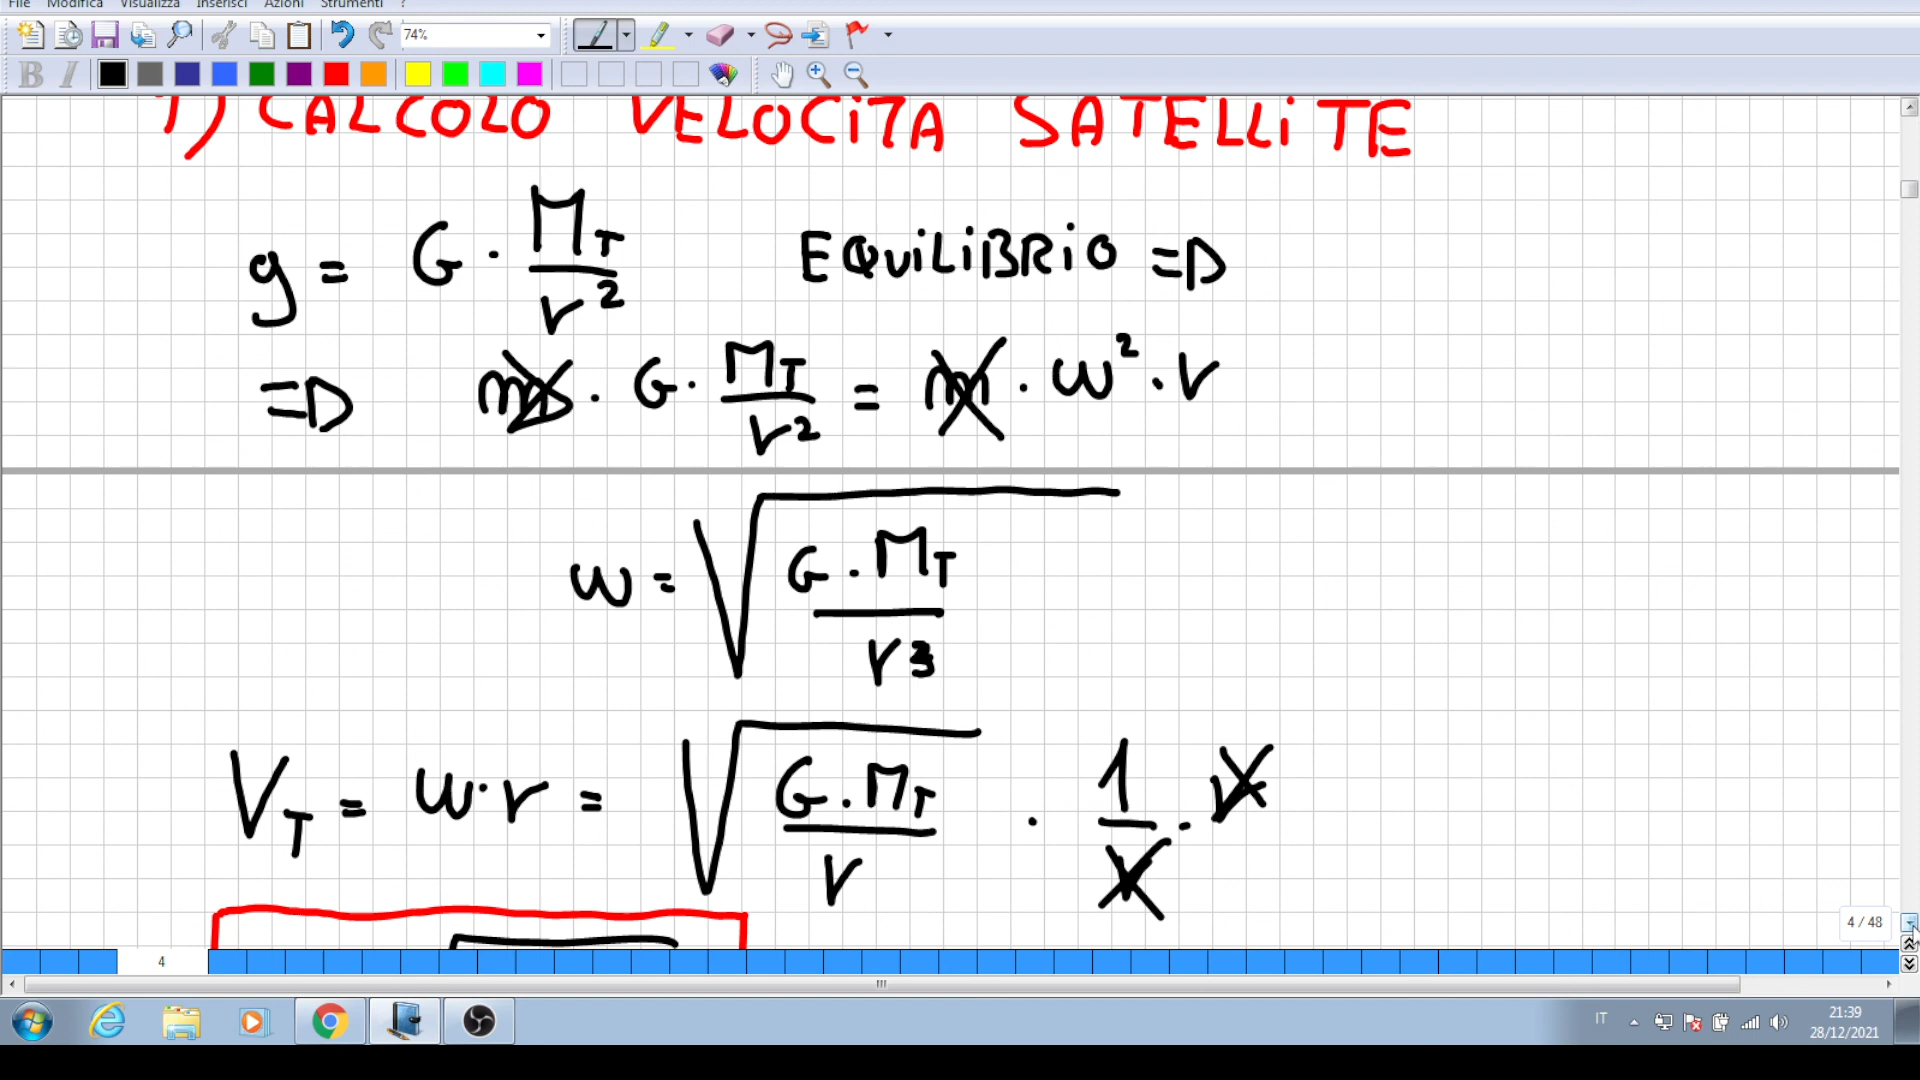 File Modifica Visualizza Inserisci Azioni Strumenti ?
74%
B I
1) CALCOLO VELOCITA SATELLITE
g = G · M_T / r² EQUILIBRIO =D
=D m · G · M_T / r² = m · ω² · r
ω = √(G · M_T / r³)
V_T = ω · r = √(G · M_T / r) · 1 / r · r
4 / 48
4
IT
21:39
28/12/2021